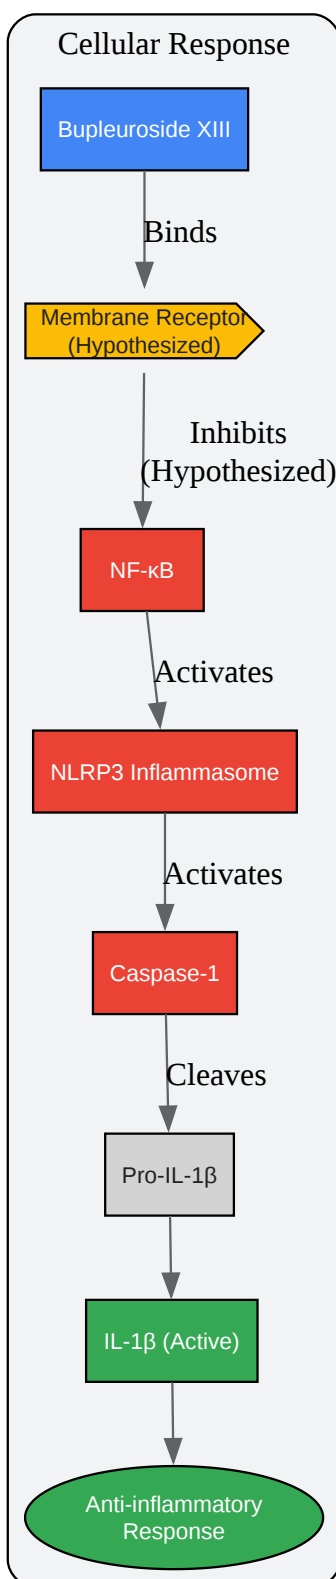 Cellular Response
Bupleuroside XIII
Binds
Membrane Receptor
(Hypothesized)
Inhibits
(Hypothesized)
NF-κB
Activates
NLRP3 Inflammasome
Activates
Caspase-1
Cleaves
Pro-IL-1β
IL-1β (Active)
Anti-inflammatory
Response